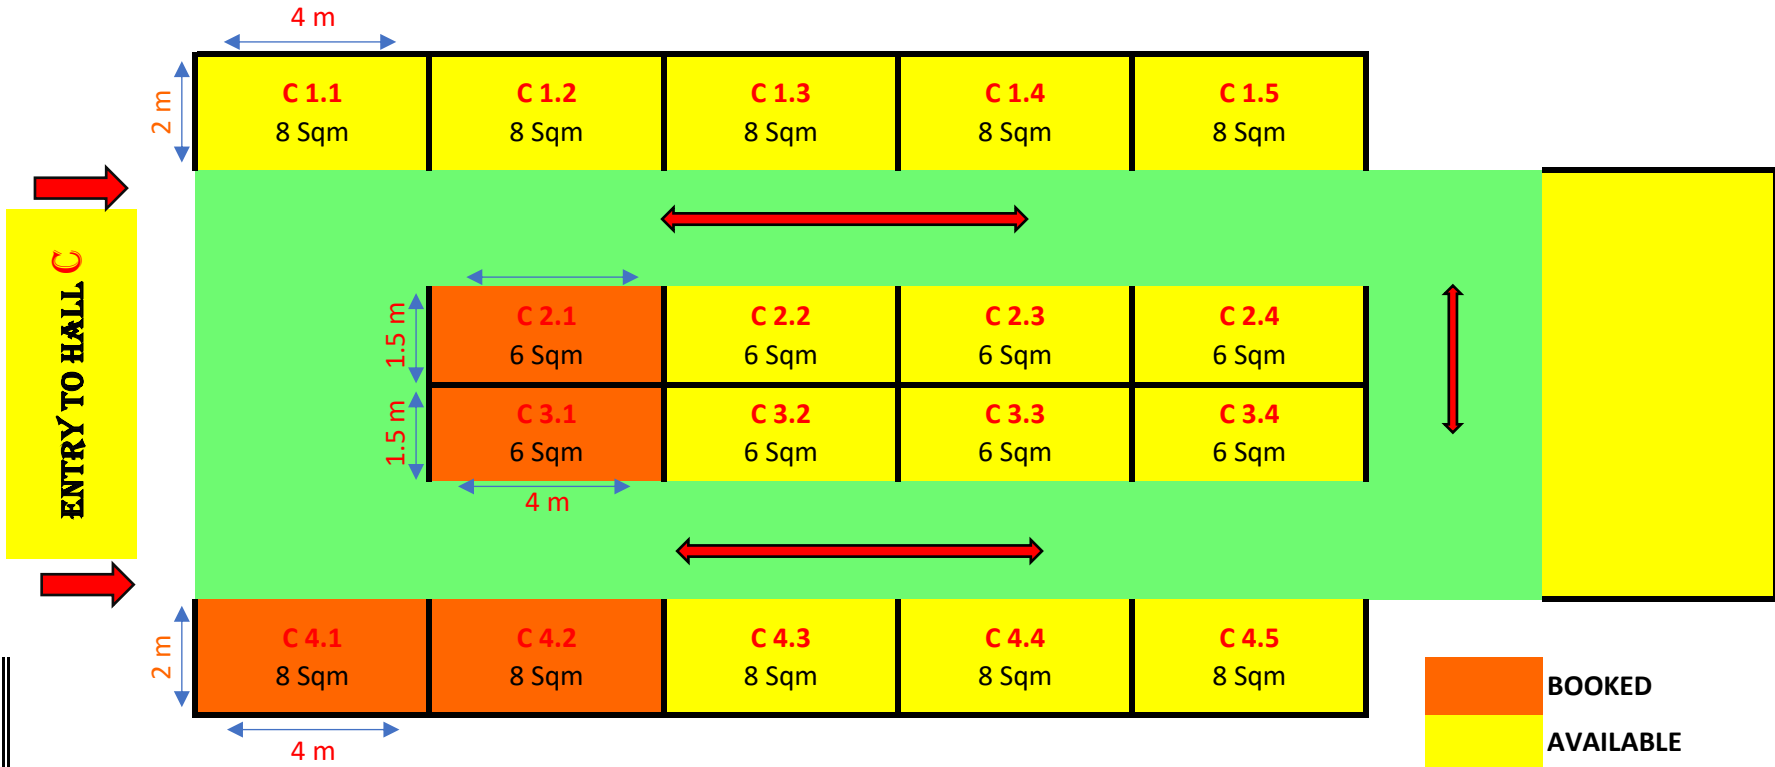 4 m
2 m
C 1.1
8 Sqm
C 1.2
8 Sqm
C 1.3
8 Sqm
C 1.4
8 Sqm
C 1.5
8 Sqm
ENTRY TO HALL C
1.5 m
C 2.1
6 Sqm
C 2.2
6 Sqm
C 2.3
6 Sqm
C 2.4
6 Sqm
1.5 m
C 3.1
6 Sqm
C 3.2
6 Sqm
C 3.3
6 Sqm
C 3.4
6 Sqm
4 m
2 m
C 4.1
8 Sqm
C 4.2
8 Sqm
C 4.3
8 Sqm
C 4.4
8 Sqm
C 4.5
8 Sqm
4 m
BOOKED
AVAILABLE